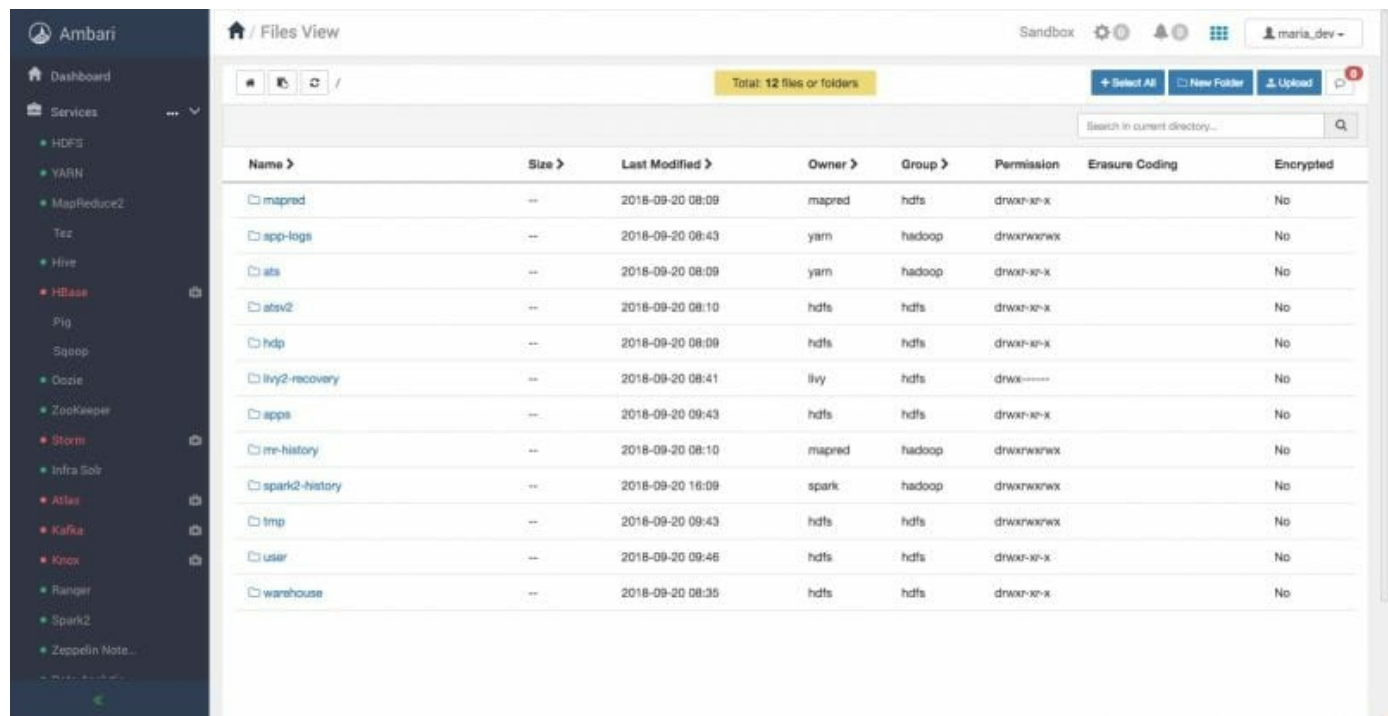 Ambari
/ Files View
Sandbox 0 0 maria_dev
Dashboard
Services ...
HDFS
YARN
MapReduce2
Tez
Hive
HBase
Pig
Sqoop
Oozie
ZooKeeper
Storm
Infra Solr
Atlas
Kafka
Knox
Ranger
Spark2
Zeppelin Note...
/
Total: 12 files or folders
+ Select All New Folder Upload 0
Search in current directory...
Name Size Last Modified Owner Group Permission Erasure Coding Encrypted
mapred -- 2018-09-20 08:09 mapred hdfs drwxr-xr-x No
app-logs -- 2018-09-20 08:43 yarn hadoop drwxrwxrwx No
ats -- 2018-09-20 08:09 yarn hadoop drwxr-xr-x No
atsv2 -- 2018-09-20 08:10 hdfs hdfs drwxr-xr-x No
hdp -- 2018-09-20 08:09 hdfs hdfs drwxr-xr-x No
livy2-recovery -- 2018-09-20 08:41 livy hdfs drwx------ No
apps -- 2018-09-20 09:43 hdfs hdfs drwxr-xr-x No
mr-history -- 2018-09-20 08:10 mapred hadoop drwxrwxrwx No
spark2-history -- 2018-09-20 16:09 spark hadoop drwxrwxrwx No
tmp -- 2018-09-20 09:43 hdfs hdfs drwxrwxrwx No
user -- 2018-09-20 09:46 hdfs hdfs drwxr-xr-x No
warehouse -- 2018-09-20 08:35 hdfs hdfs drwxr-xr-x No